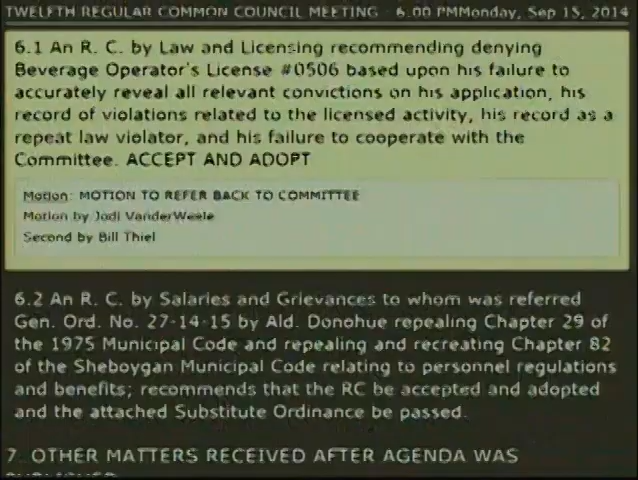 TWELFTH REGULAR COMMON COUNCIL MEETING - 6:00 PMMonday, Sep 15, 2014
6.1 An R. C. by Law and Licensing recommending denying
Beverage Operator's License #0506 based upon his failure to
accurately reveal all relevant convictions on his application, his
record of violations related to the licensed activity, his record as a
repeat law violator, and his failure to cooperate with the
Committee. ACCEPT AND ADOPT
Motion: MOTION TO REFER BACK TO COMMITTEE
Motion by Jodi VanderWeele
Second by Bill Thiel
6.2 An R. C. by Salaries and Grievances to whom was referred
Gen. Ord. No. 27-14-15 by Ald. Donohue repealing Chapter 29 of
the 1975 Municipal Code and repealing and recreating Chapter 82
of the Sheboygan Municipal Code relating to personnel regulations
and benefits; recommends that the RC be accepted and adopted
and the attached Substitute Ordinance be passed.
7. OTHER MATTERS RECEIVED AFTER AGENDA WAS